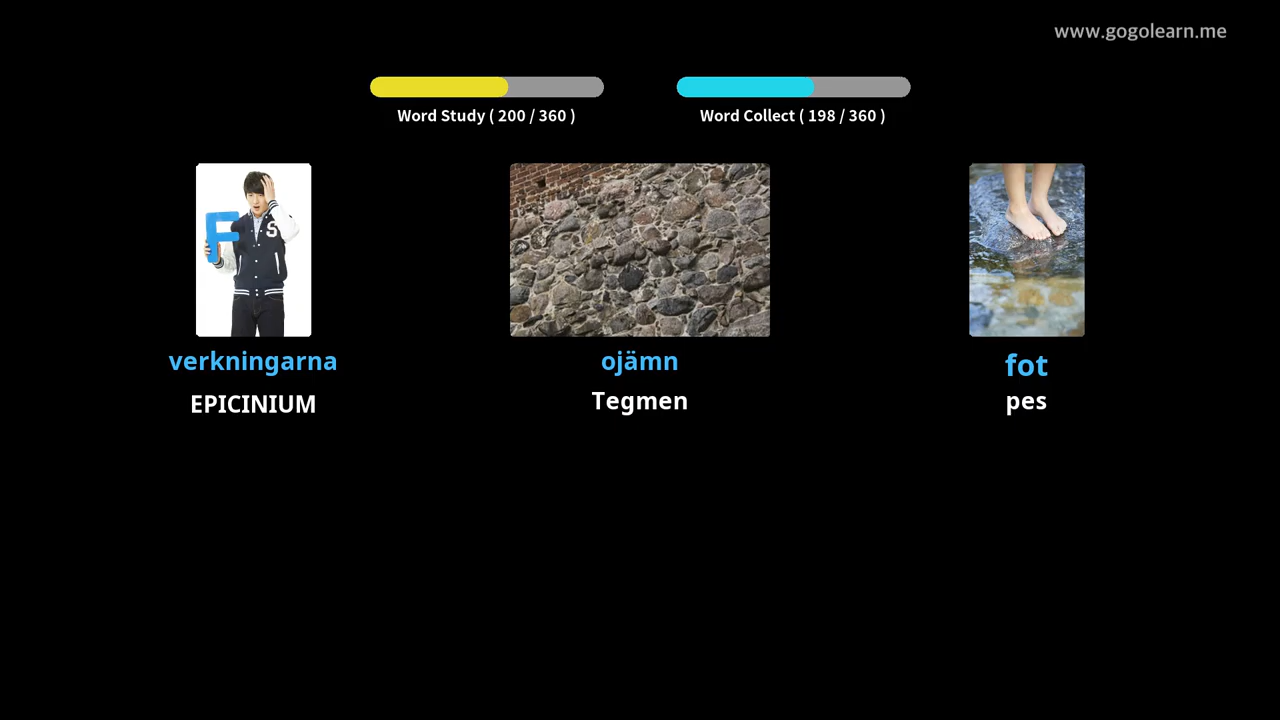 www.gogolearn.me
Word Study ( 200 / 360 )
Word Collect ( 198 / 360 )
F
S
verkningarna
ojämn
fot
EPICINIUM
Tegmen
pes